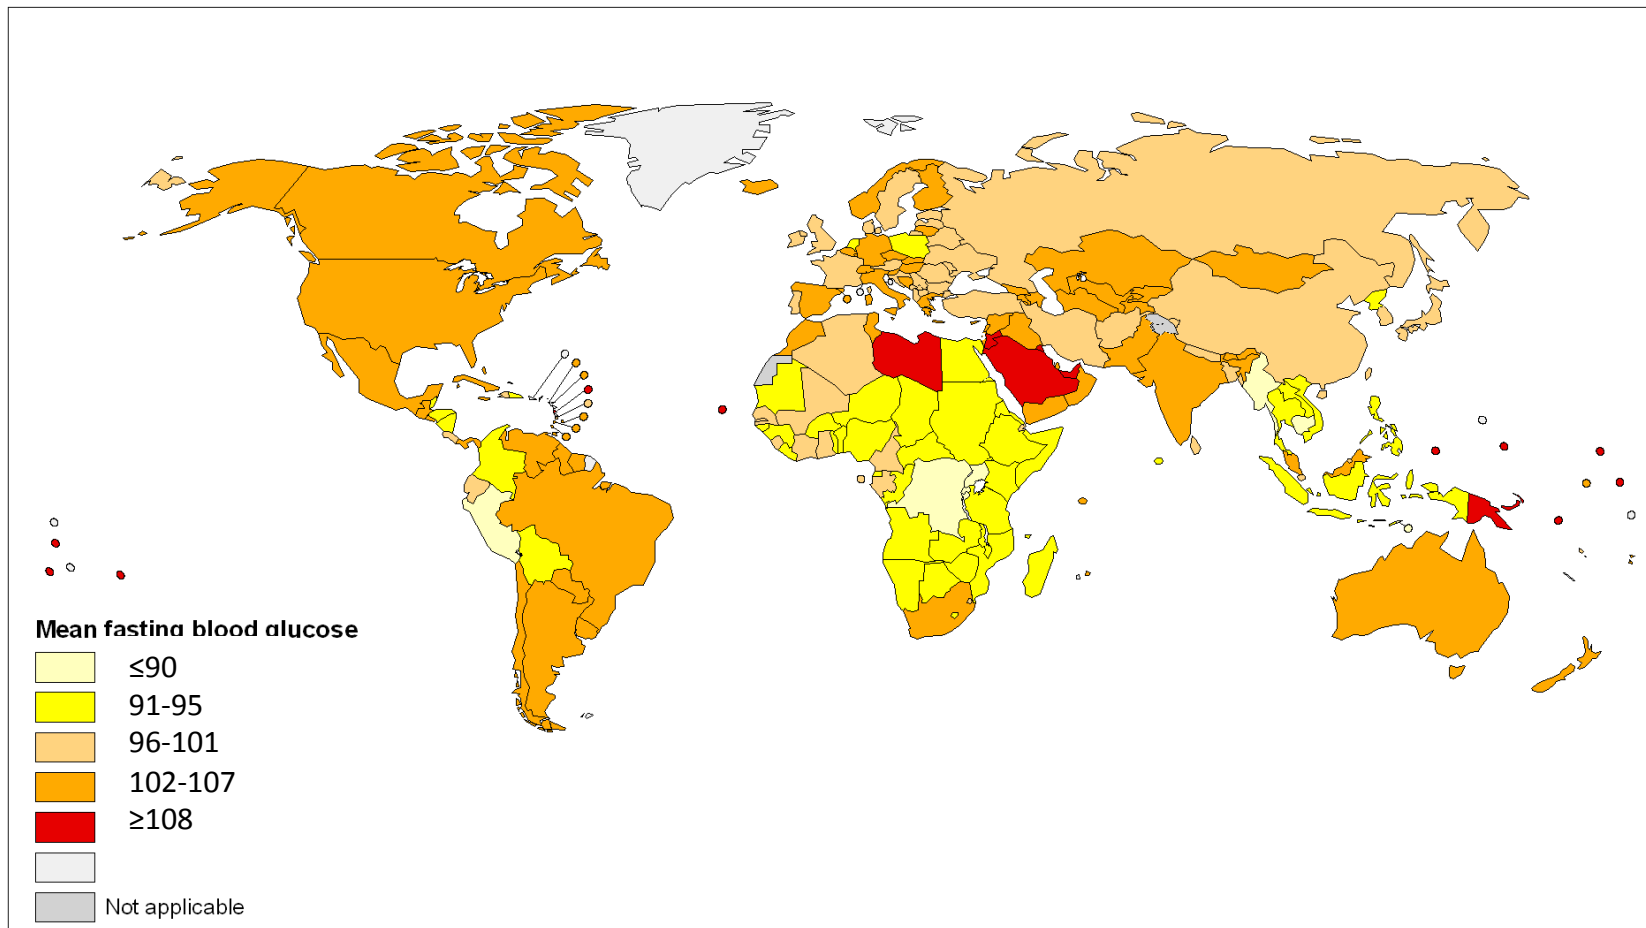 Mean fasting blood glucose
≤90
91-95
96-101
102-107
≥108
Not applicable